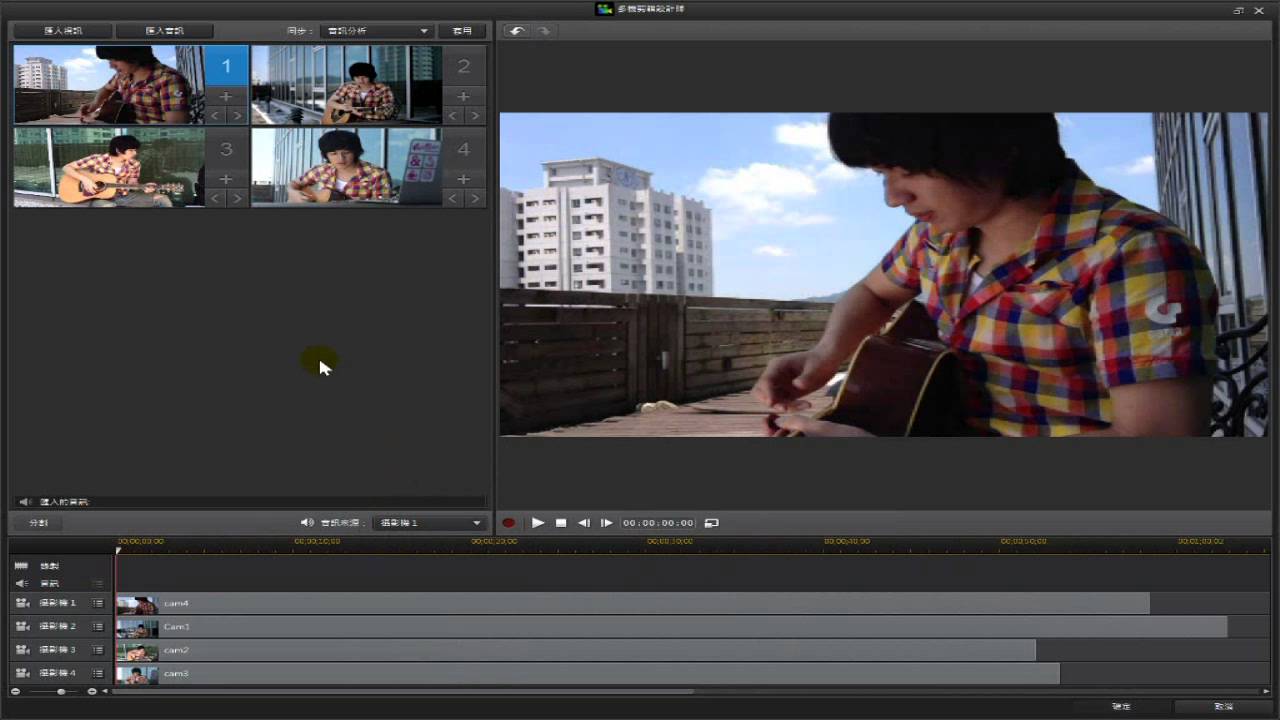 多機剪輯設計師
匯入視訊 匯入音訊 同步： 音訊分析 套用
1 2
3 4
匯入的音訊:
分割 音訊來源： 攝影機 1 00:00:00:00
00;00;00;00 00;00;10;00 00;00;20;00 00;00;30;00 00;00;40;00 00;00;50;00 00;01;00;02
錄製
音訊
攝影機 1 cam4
攝影機 2 Cam1
攝影機 3 cam2
攝影機 4 cam3
確定 取消